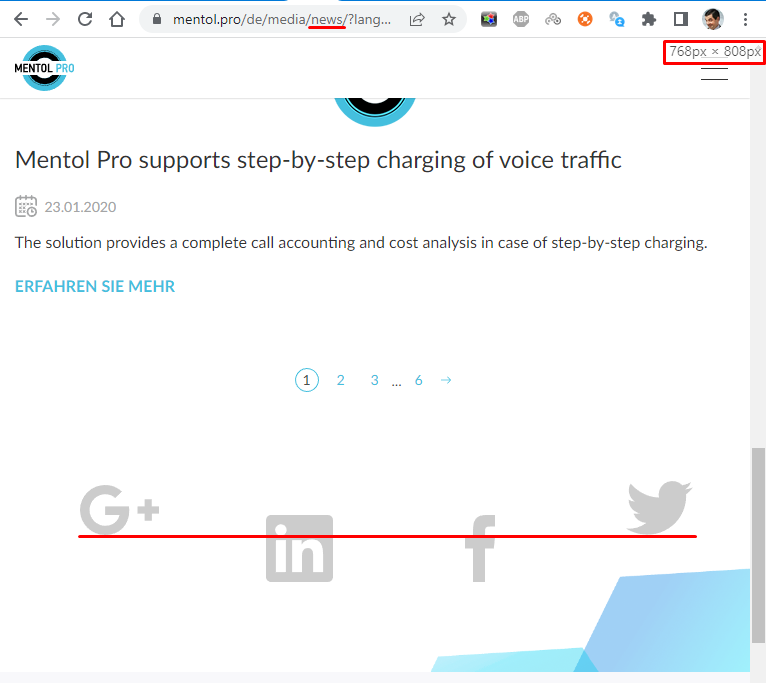 mentol.pro/de/media/news/?lang...
ABP
768px × 808px
MENTOL PRO
Mentol Pro supports step-by-step charging of voice traffic
23.01.2020
The solution provides a complete call accounting and cost analysis in case of step-by-step charging.
ERFAHREN SIE MEHR
1 2 3 ... 6 →
G+
in
f